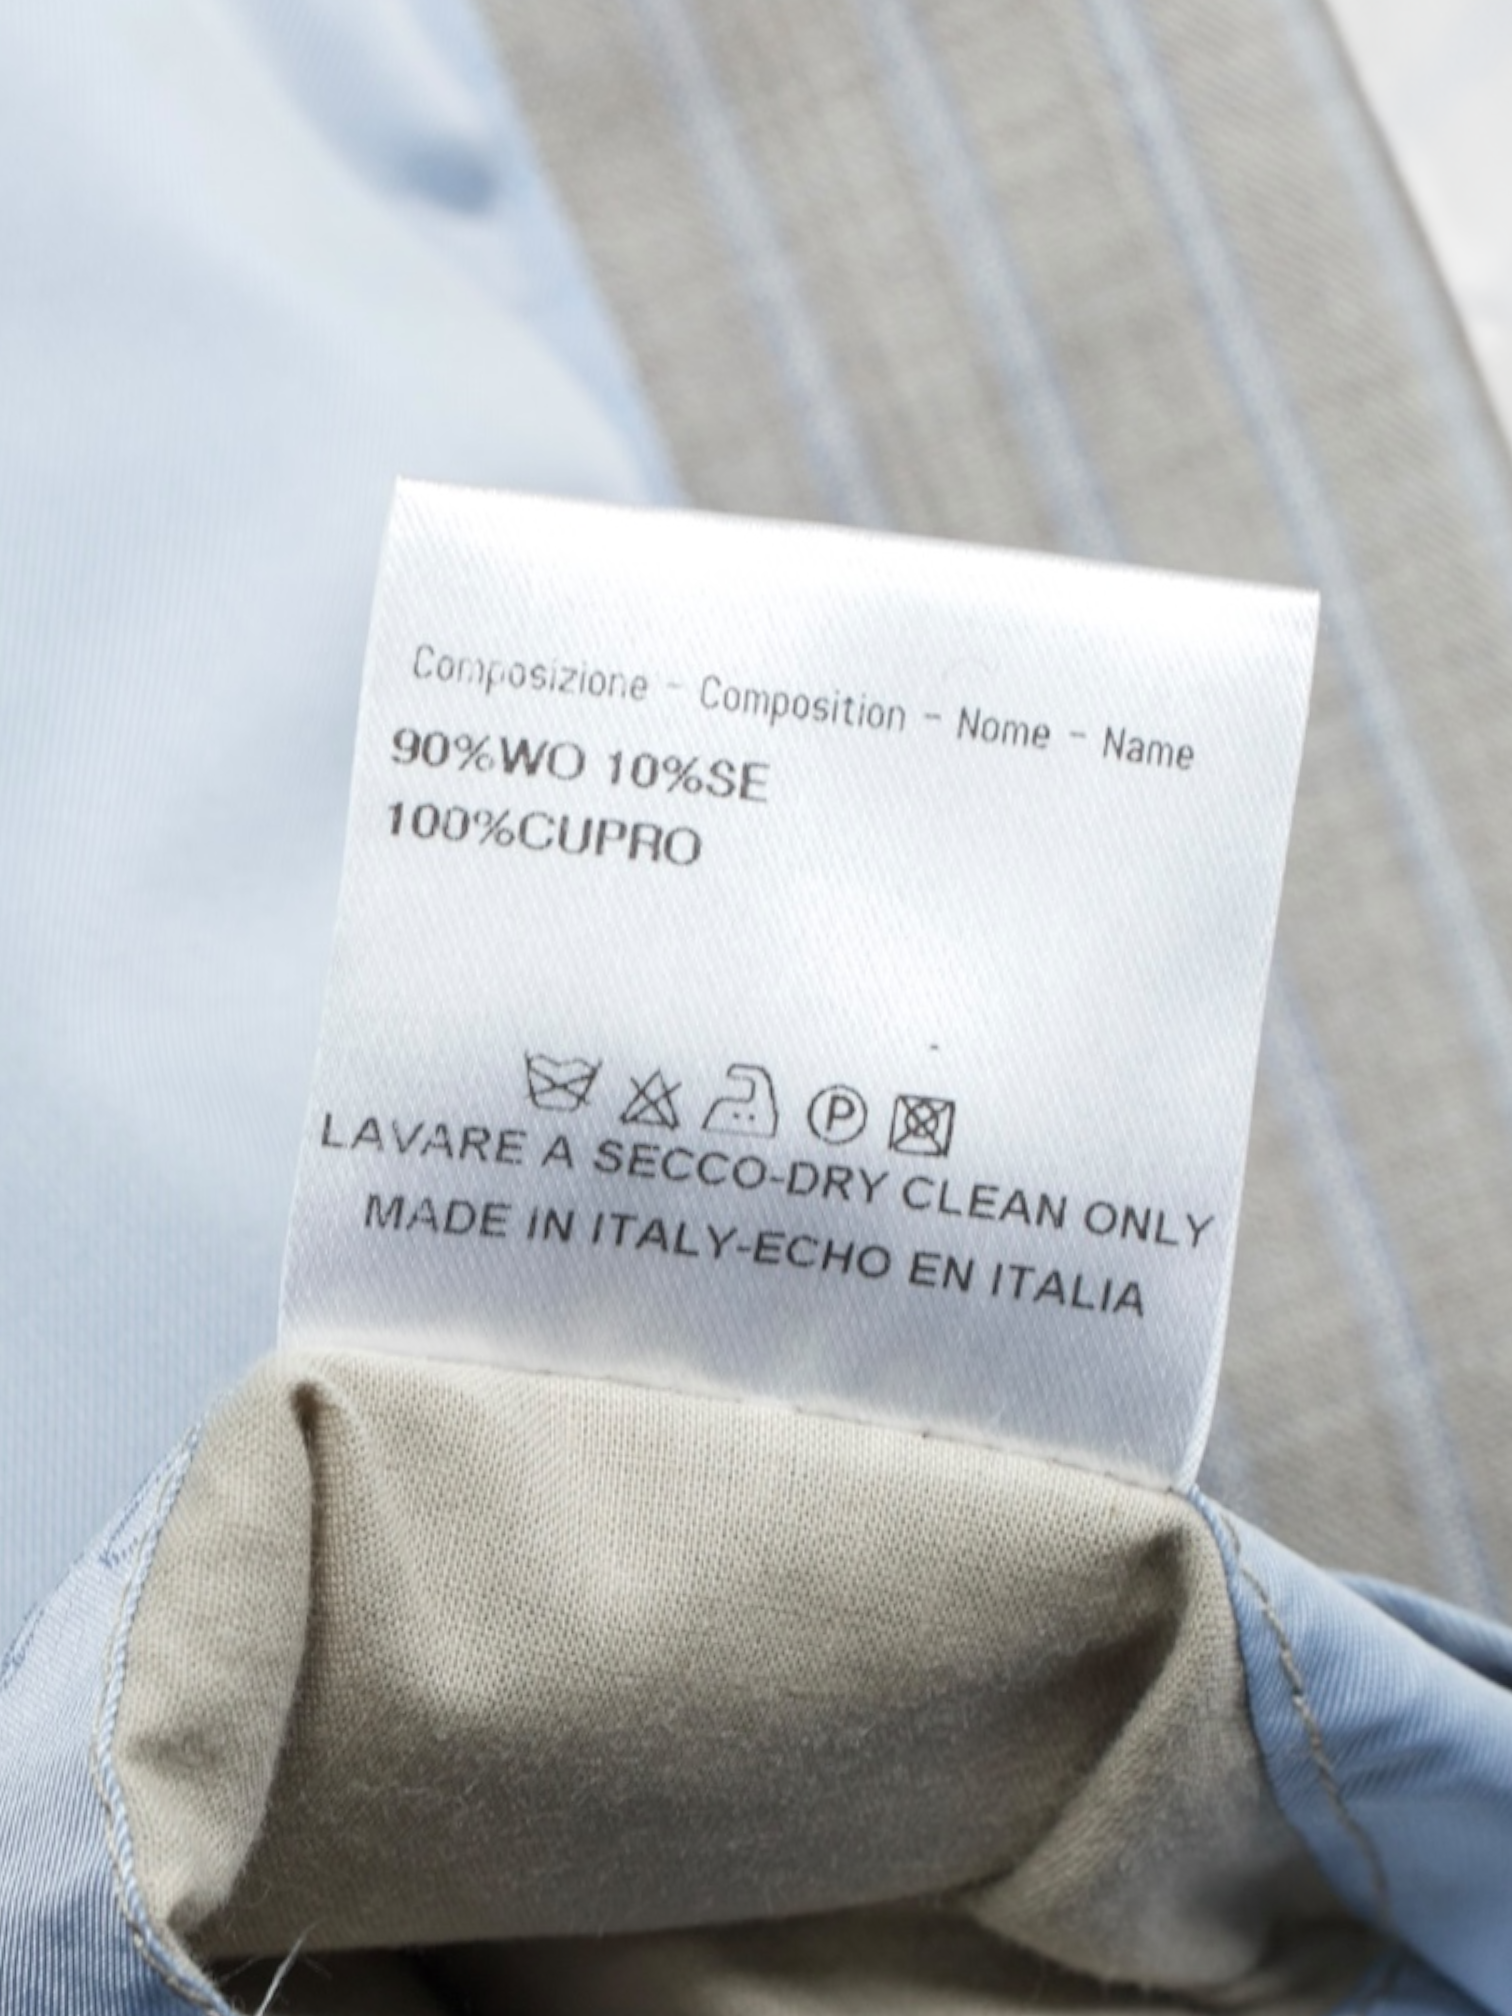 Composizione - Composition - Nome - Name
90%WO 10%SE
100%CUPRO
P
LAVARE A SECCO-DRY CLEAN ONLY
MADE IN ITALY-ECHO EN ITALIA